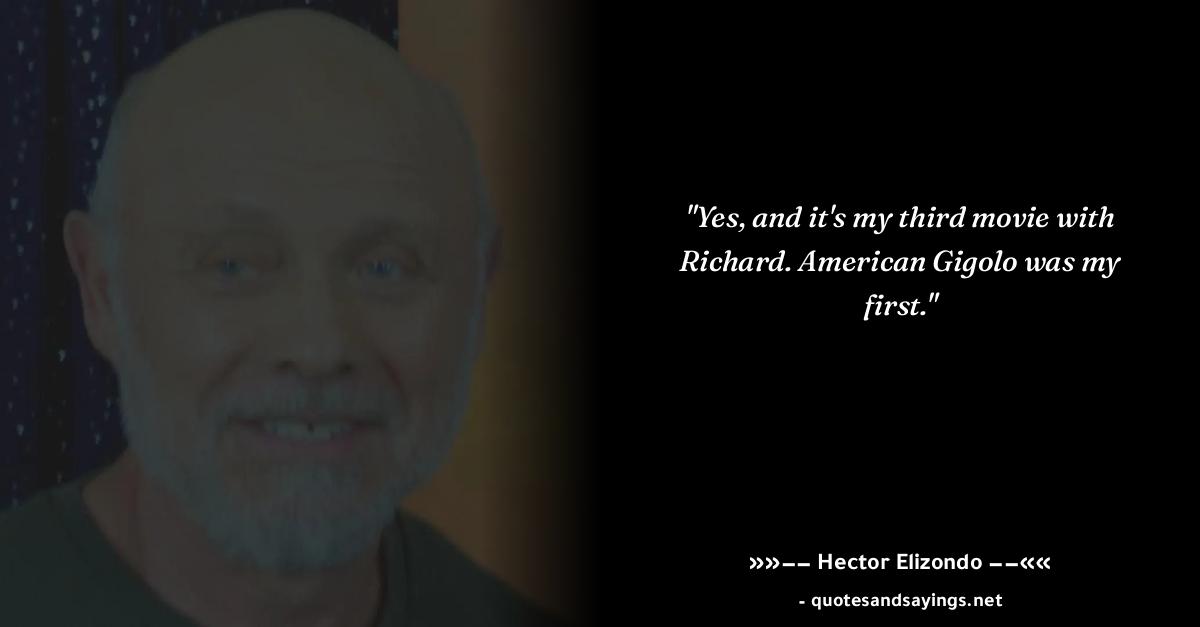 "Yes, and it's my third movie with
Richard. American Gigolo was my
first."
»»−− Hector Elizondo −−««
- quotesandsayings.net